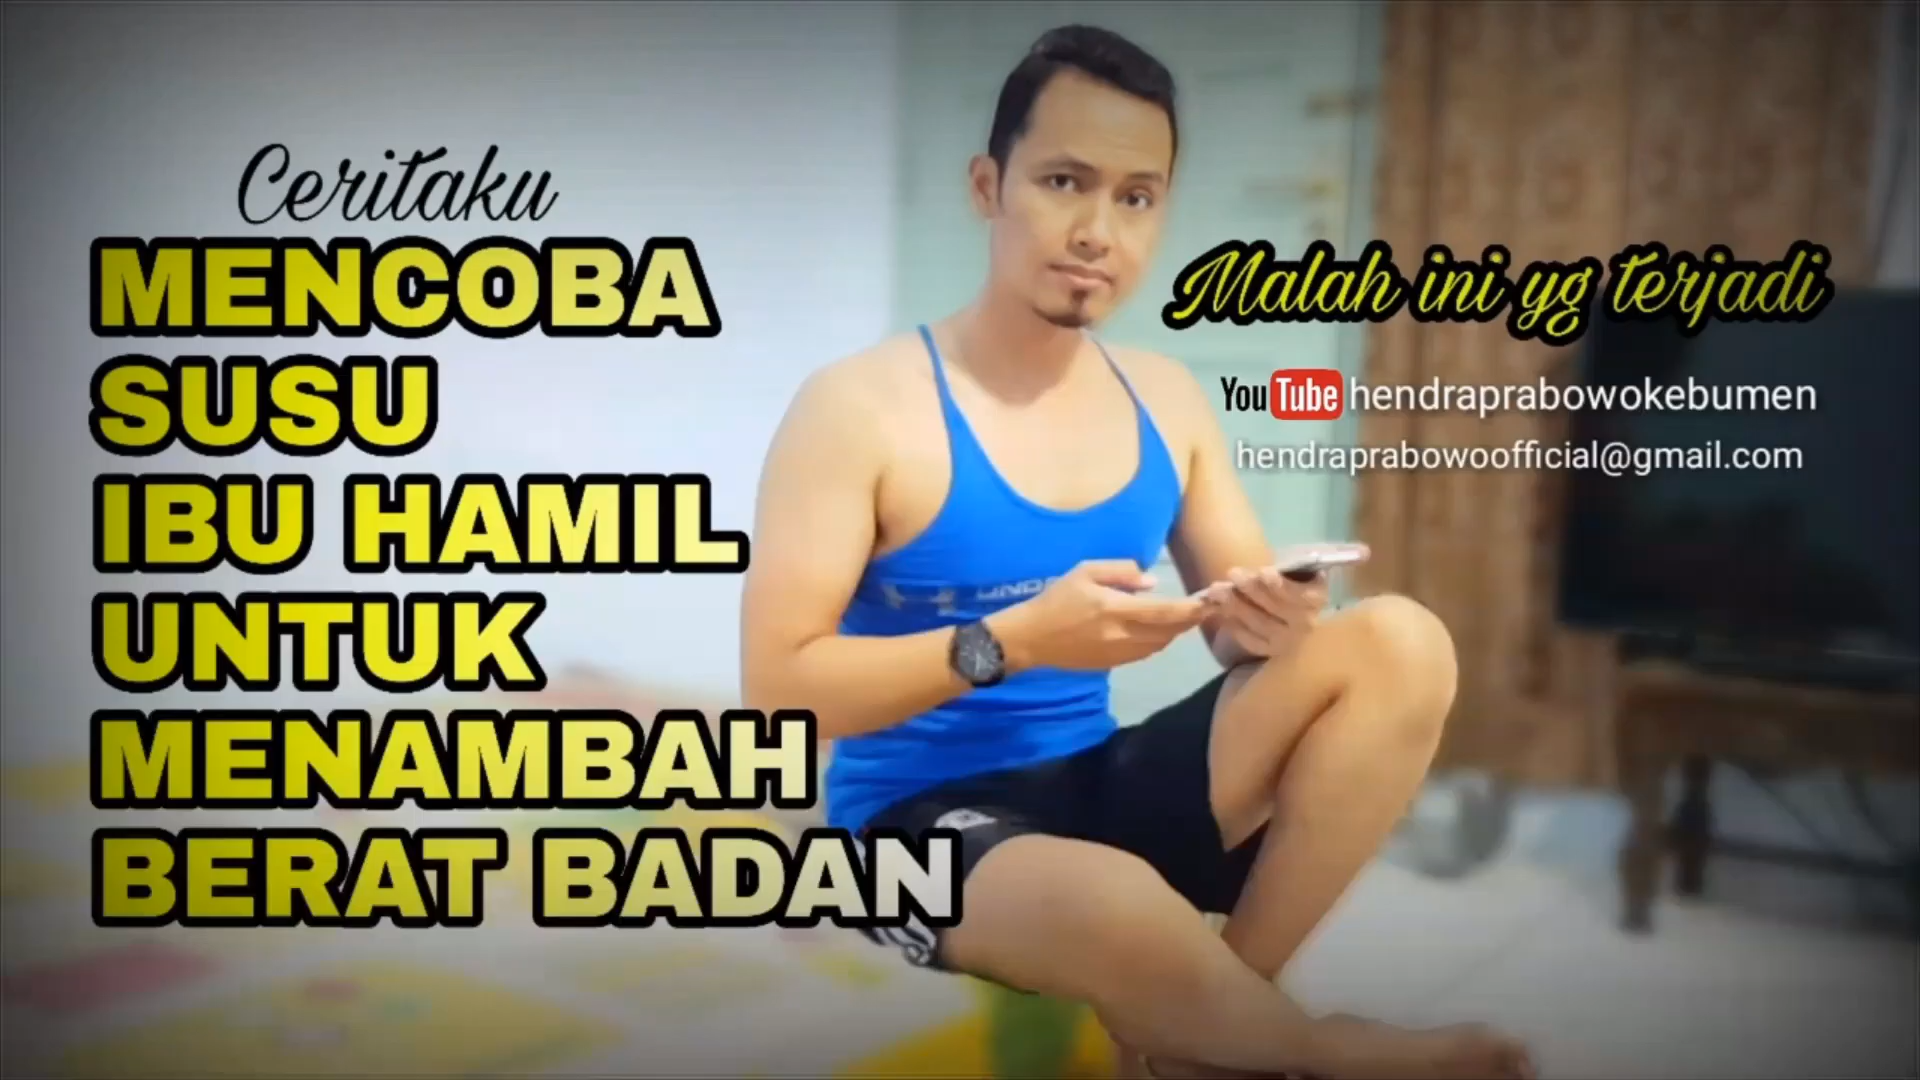 Ceritaku
MENCOBA
SUSU
IBU HAMIL
UNTUK
MENAMBAH
BERAT BADAN
Malah ini yg terjadi
YouTube hendraprabowokebumen
hendraprabowoofficial@gmail.com